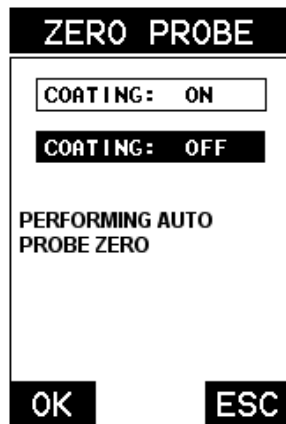 ZERO PROBE
COATING: ON
COATING: OFF
PERFORMING AUTO
PROBE ZERO
OK ESC